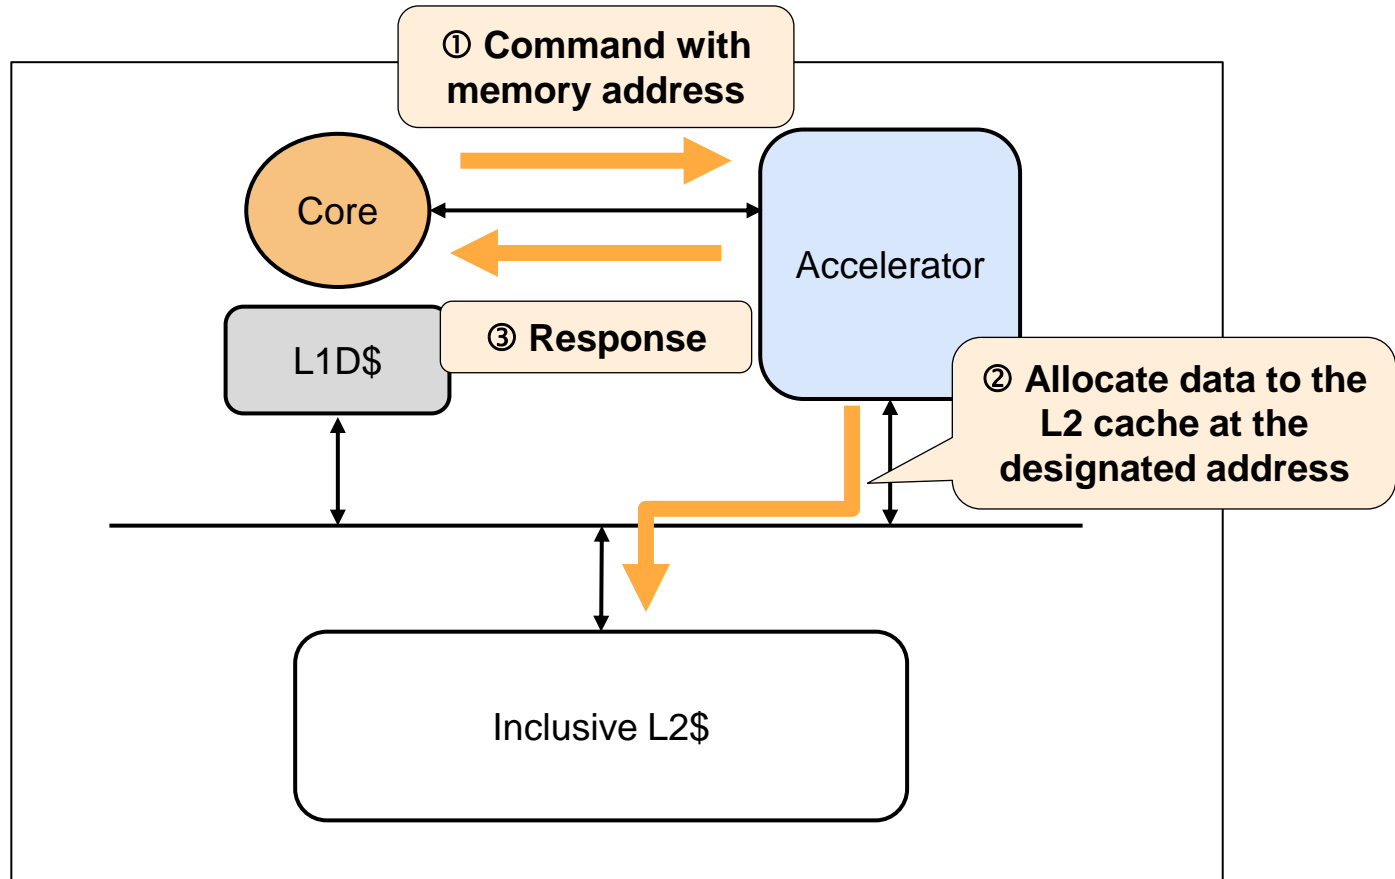 ① Command with
memory address
Core
Accelerator
L1D$
③ Response
② Allocate data to the
L2 cache at the
designated address
Inclusive L2$